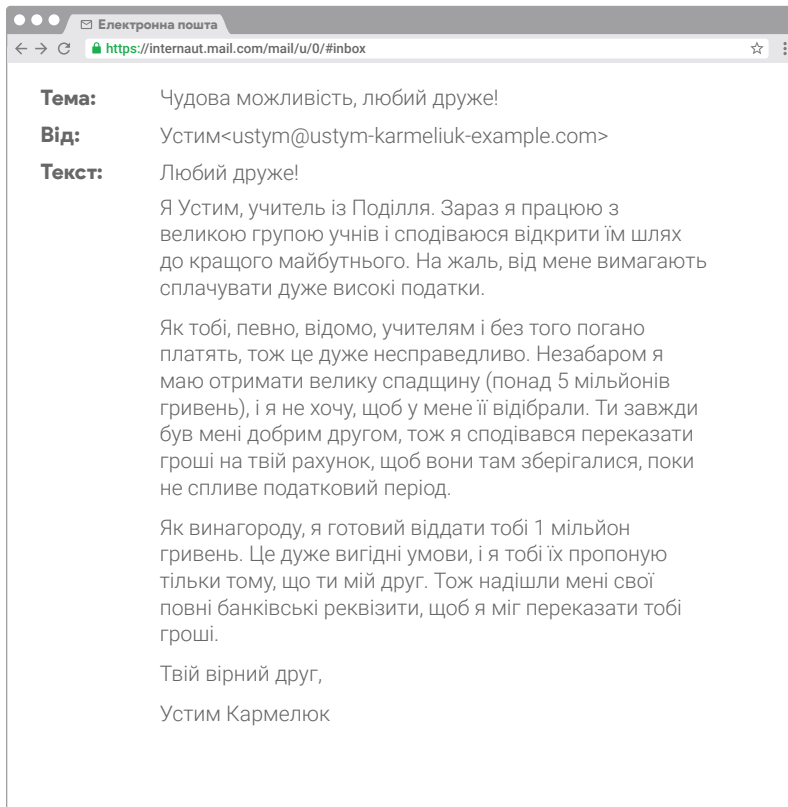 Електронна пошта
https://internaut.mail.com/mail/u/0/#inbox
Тема: Чудова можливість, любий друже!
Від: Устим<ustym@ustym-karmeliuk-example.com>
Текст: Любий друже!
Я Устим, учитель із Поділля. Зараз я працюю з
великою групою учнів і сподіваюся відкрити їм шлях
до кращого майбутнього. На жаль, від мене вимагають
сплачувати дуже високі податки.
Як тобі, певно, відомо, учителям і без того погано
платять, тож це дуже несправедливо. Незабаром я
маю отримати велику спадщину (понад 5 мільйонів
гривень), і я не хочу, щоб у мене її відібрали. Ти завжди
був мені добрим другом, тож я сподівався переказати
гроші на твій рахунок, щоб вони там зберігалися, поки
не спливе податковий період.
Як винагороду, я готовий віддати тобі 1 мільйон
гривень. Це дуже вигідні умови, і я тобі їх пропоную
тільки тому, що ти мій друг. Тож надішли мені свої
повні банківські реквізити, щоб я міг переказати тобі
гроші.
Твій вірний друг,
Устим Кармелюк